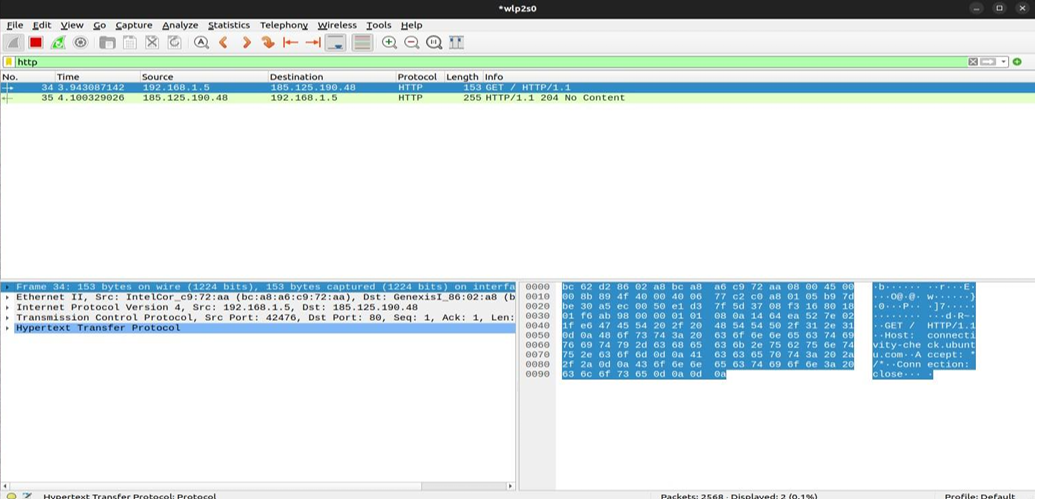 *wlp2s0
File Edit View Go Capture Analyze Statistics Telephony Wireless Tools Help
http
No. Time Source Destination Protocol Length Info
34 3.943087142 192.168.1.5 185.125.190.48 HTTP 153 GET / HTTP/1.1
35 4.100329026 185.125.190.48 192.168.1.5 HTTP 255 HTTP/1.1 204 No Content
Frame 34: 153 bytes on wire (1224 bits), 153 bytes captured (1224 bits) on interfa
Ethernet II, Src: IntelCor_c9:72:aa (bc:a8:a6:c9:72:aa), Dst: GenexisI_86:02:a8 (b
Internet Protocol Version 4, Src: 192.168.1.5, Dst: 185.125.190.48
Transmission Control Protocol, Src Port: 42476, Dst Port: 80, Seq: 1, Ack: 1, Len:
Hypertext Transfer Protocol
0000 bc 62 d2 86 02 a8 bc a8 a6 c9 72 aa 08 00 45 00 ·b······ ··r···E·
0010 00 8b 89 4f 40 00 40 06 77 c2 c0 a8 01 05 b9 7d ···O@·@· w······}
0020 be 30 a5 ec 00 50 e1 d3 7f 5d 37 08 f3 16 80 18 ·0···P·· ·]7·····
0030 01 f6 ab 98 00 00 01 01 08 0a 14 64 ea 52 7e 02 ········ ···d·R~·
0040 1f e6 47 45 54 20 2f 20 48 54 54 50 2f 31 2e 31 ··GET / HTTP/1.1
0050 0d 0a 48 6f 73 74 3a 20 63 6f 6e 6e 65 63 74 69 ··Host: connecti
0060 76 69 74 79 2d 63 68 65 63 6b 2e 75 62 75 6e 74 vity-che ck.ubunt
0070 75 2e 63 6f 6d 0d 0a 41 63 63 65 70 74 3a 20 2a u.com··A ccept: *
0080 2f 2a 0d 0a 43 6f 6e 6e 65 63 74 69 6f 6e 3a 20 /*··Conn ection:
0090 63 6c 6f 73 65 0d 0a 0d 0a close··· ·
Hypertext Transfer Protocol: Protocol Packets: 2568 · Displayed: 2 (0.1%) Profile: Default